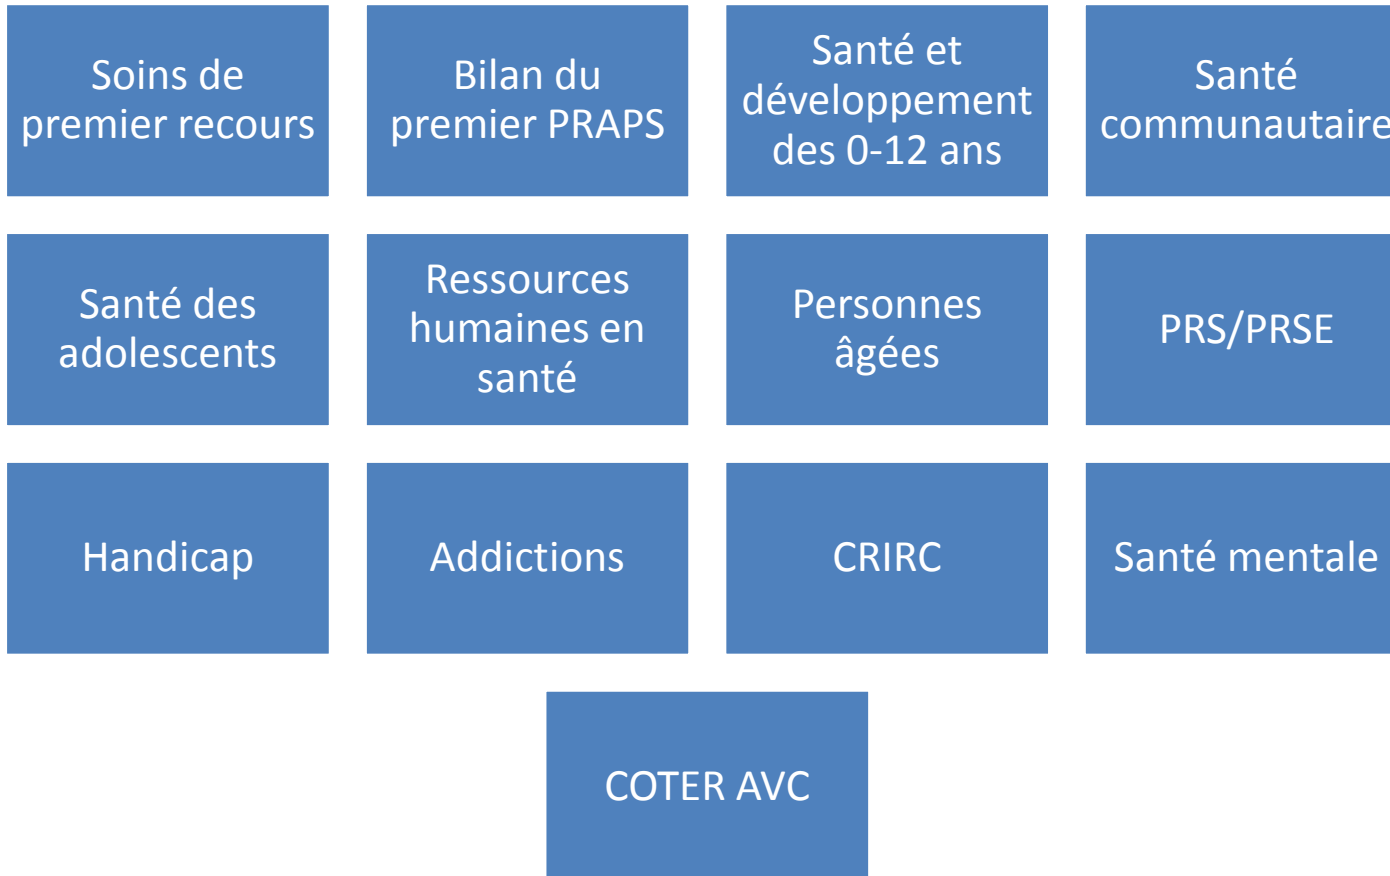 Soins de
premier recours
Bilan du
premier PRAPS
Santé et
développement
des 0-12 ans
Santé
communautaire
Santé des
adolescents
Ressources
humaines en
santé
Personnes
âgées
PRS/PRSE
Handicap
Addictions
CRIRC
Santé mentale
COTER AVC